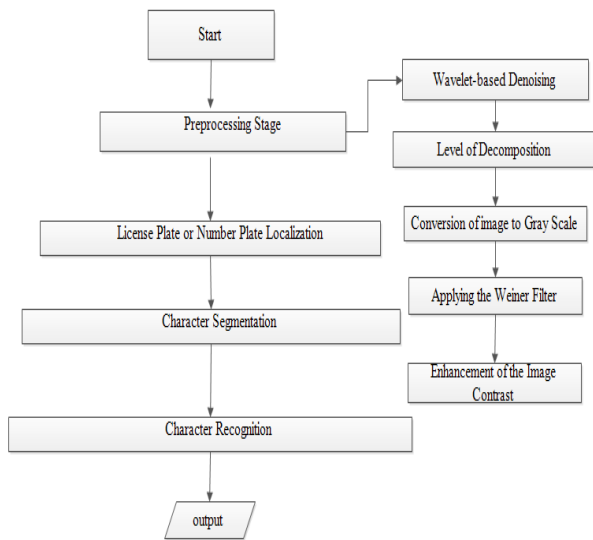 Start
Preprocessing Stage
License Plate or Number Plate Localization
Character Segmentation
Character Recognition
output
Wavelet-based Denoising
Level of Decomposition
Conversion of image to Gray Scale
Applying the Weiner Filter
Enhancement of the Image
Contrast